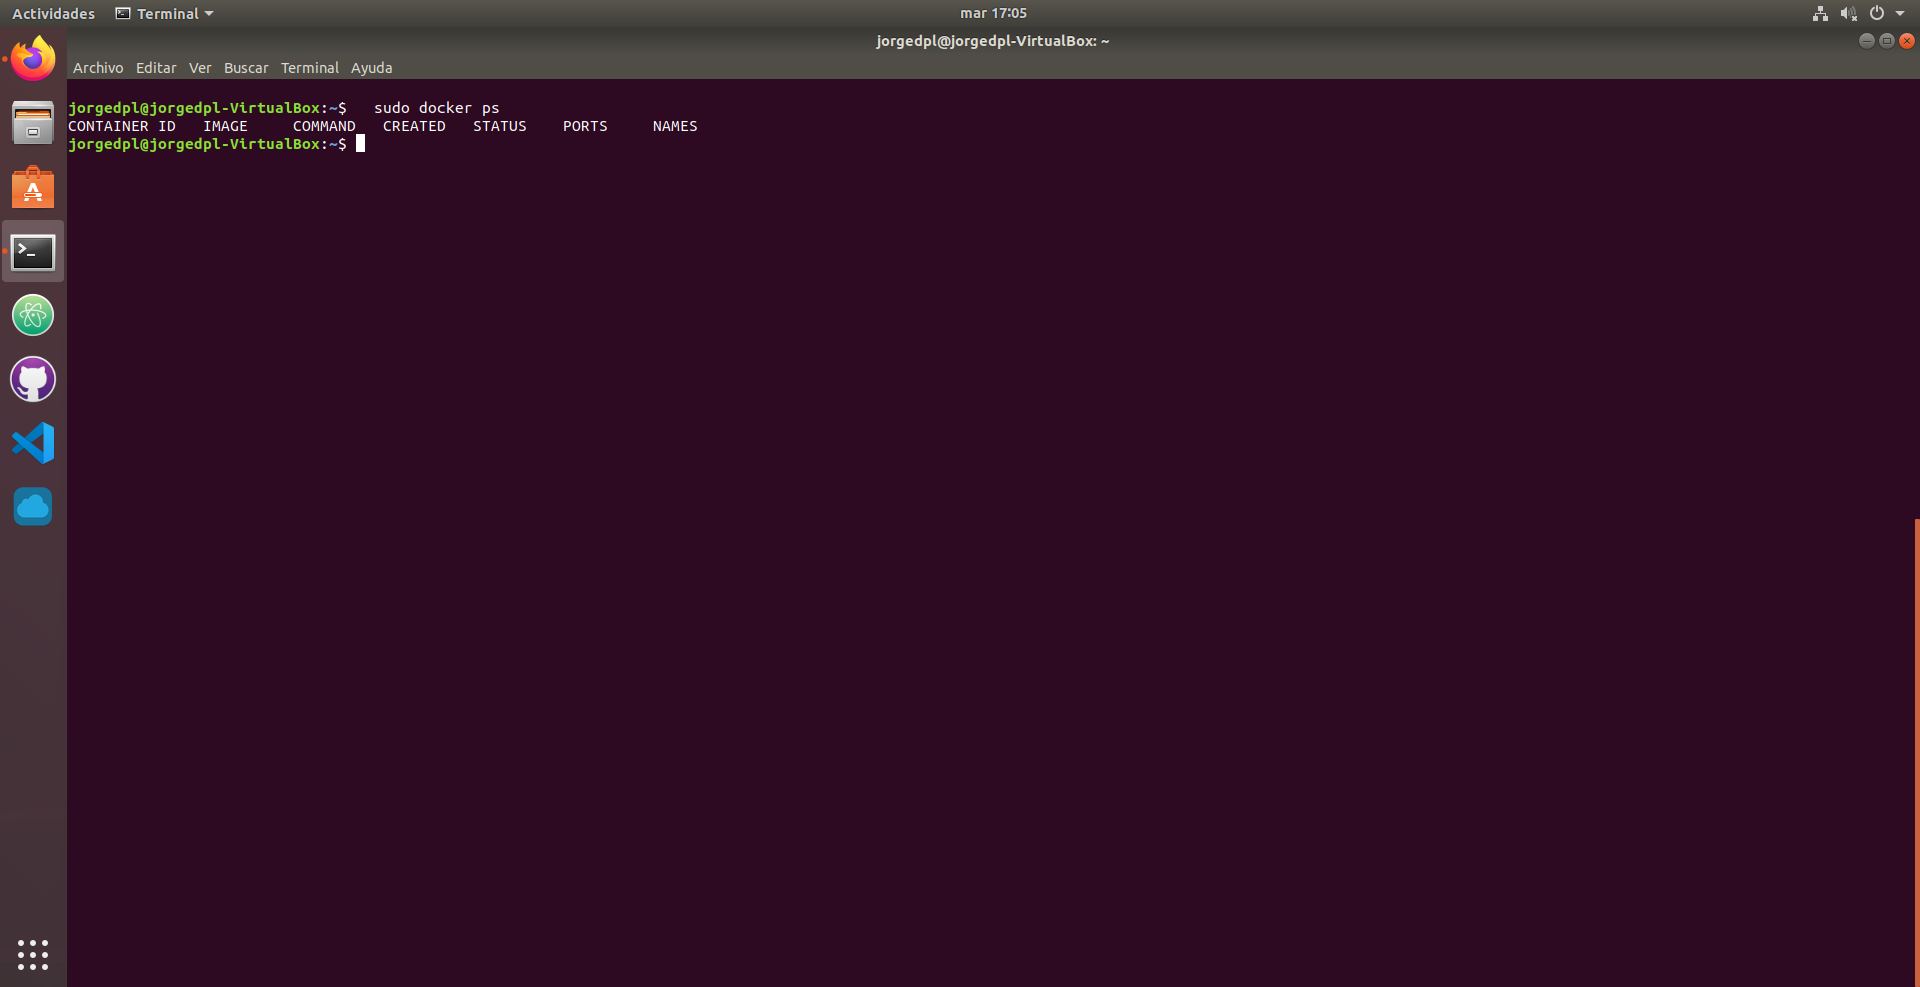 Actividades Terminal mar 17:05
jorgedpl@jorgedpl-VirtualBox: ~
Archivo Editar Ver Buscar Terminal Ayuda
jorgedpl@jorgedpl-VirtualBox:~$   sudo docker ps
CONTAINER ID   IMAGE     COMMAND   CREATED   STATUS    PORTS     NAMES
jorgedpl@jorgedpl-VirtualBox:~$